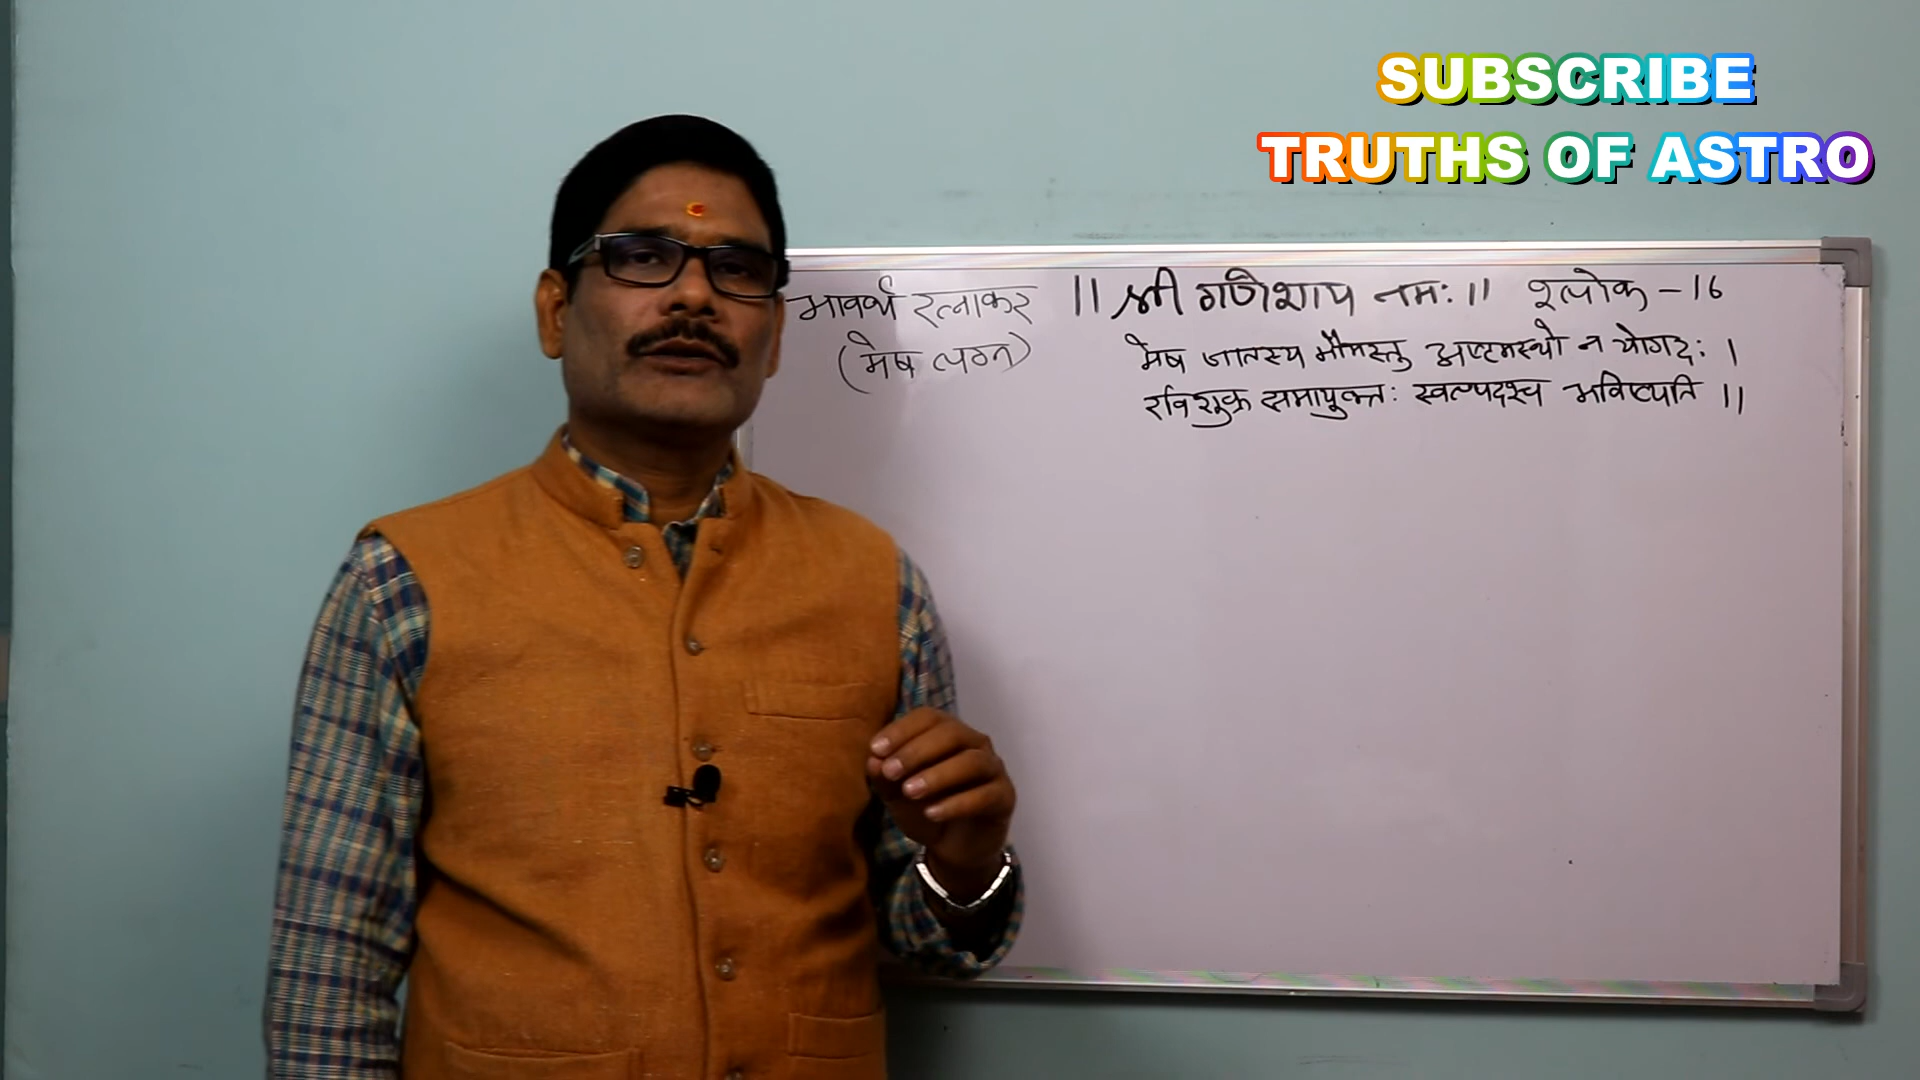 SUBSCRIBE
TRUTHS OF ASTRO
भावार्थ रत्नाकर
(मेष लग्न)
|| श्री गणेशाय नमः || श्लोक - 16
मेष जातस्य भौमस्तु अष्टमस्थो न योगदः |
रवि शुक्र समायुक्तः स्वल्पदश्च भविष्यति ||